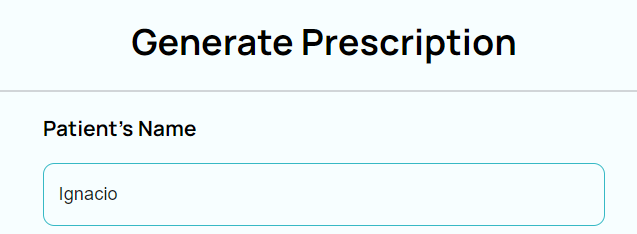 Generate Prescription
Patient's Name
Ignacio